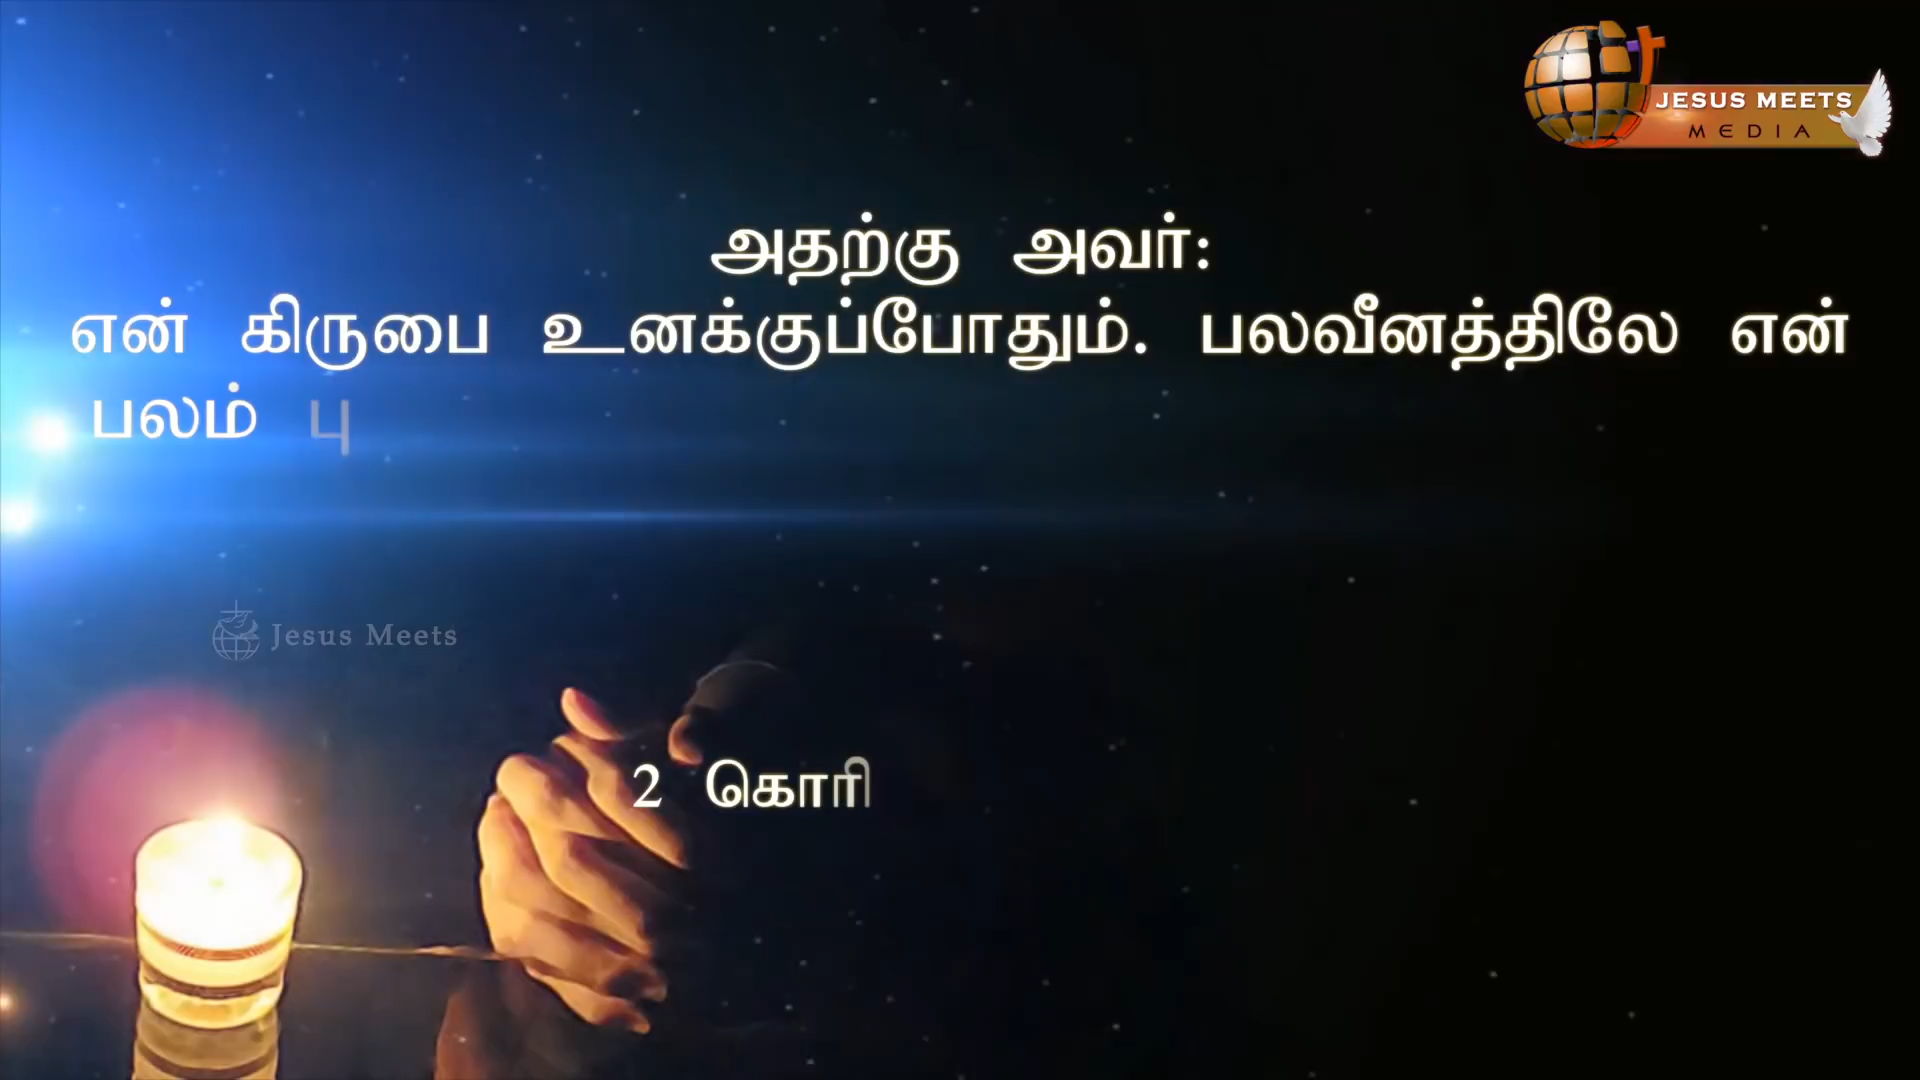 JESUS MEETS
MEDIA
அதற்கு அவர்:
என் கிருபை உனக்குப்போதும். பலவீனத்திலே என்
பலம் பு
Jesus Meets
2 கொரி